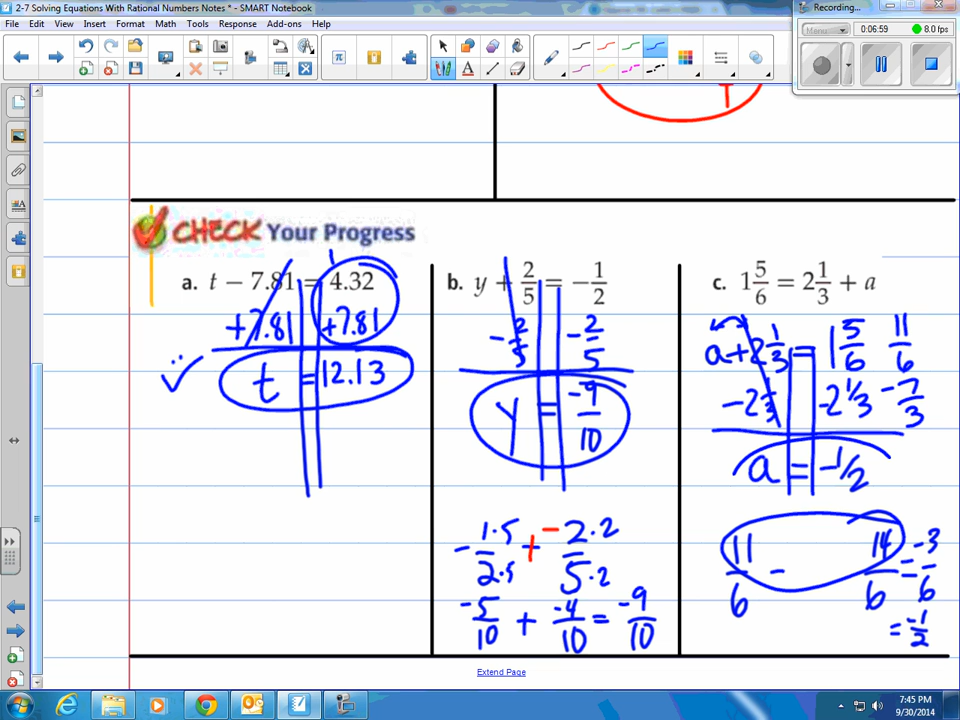 2-7 Solving Equations With Rational Numbers Notes * - SMART Notebook
File Edit View Insert Format Math Tools Response Add-ons Help
Recording...
Menu
0:06:59
8.0 fps
π
A
CHECK Your Progress
a. t − 7.81 = 4.32
+7.81 +7.81
t = 12.13
b. y + 2/5 = −1/2
−2/5 −2/5
y = −9/10
−1·5/2·5 + −2·2/5·2
−5/10 + −4/10 = −9/10
c. 1 5/6 = 2 1/3 + a
a + 2 1/3 = 1 5/6 11/6
−2 1/3 −2 1/3 −7/3
a = −1/2
11/6 − 14/6 = −3/6
= −1/2
Extend Page
7:45 PM
9/30/2014